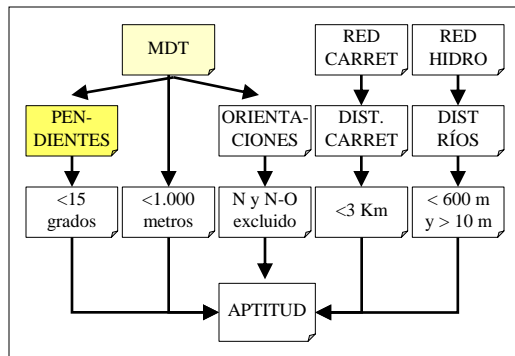 MDT
RED
CARRET
RED
HIDRO
PEN-
DIENTES
ORIENTA-
CIONES
DIST.
CARRET
DIST
RÍOS
<15
grados
<1.000
metros
N y N-O
excluido
<3 Km
< 600 m
y > 10 m
APTITUD